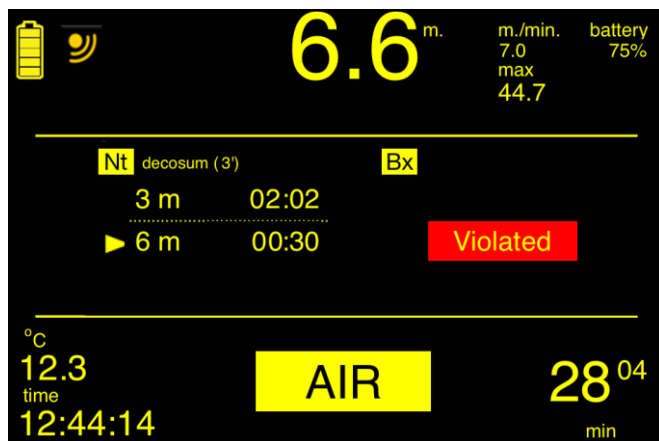 6.6 m. m./min. battery
7.0 75%
max
44.7
Nt decosum (3') Bx
3 m 02:02
6 m 00:30 Violated
°C
12.3
time
12:44:14
AIR
28 04
min